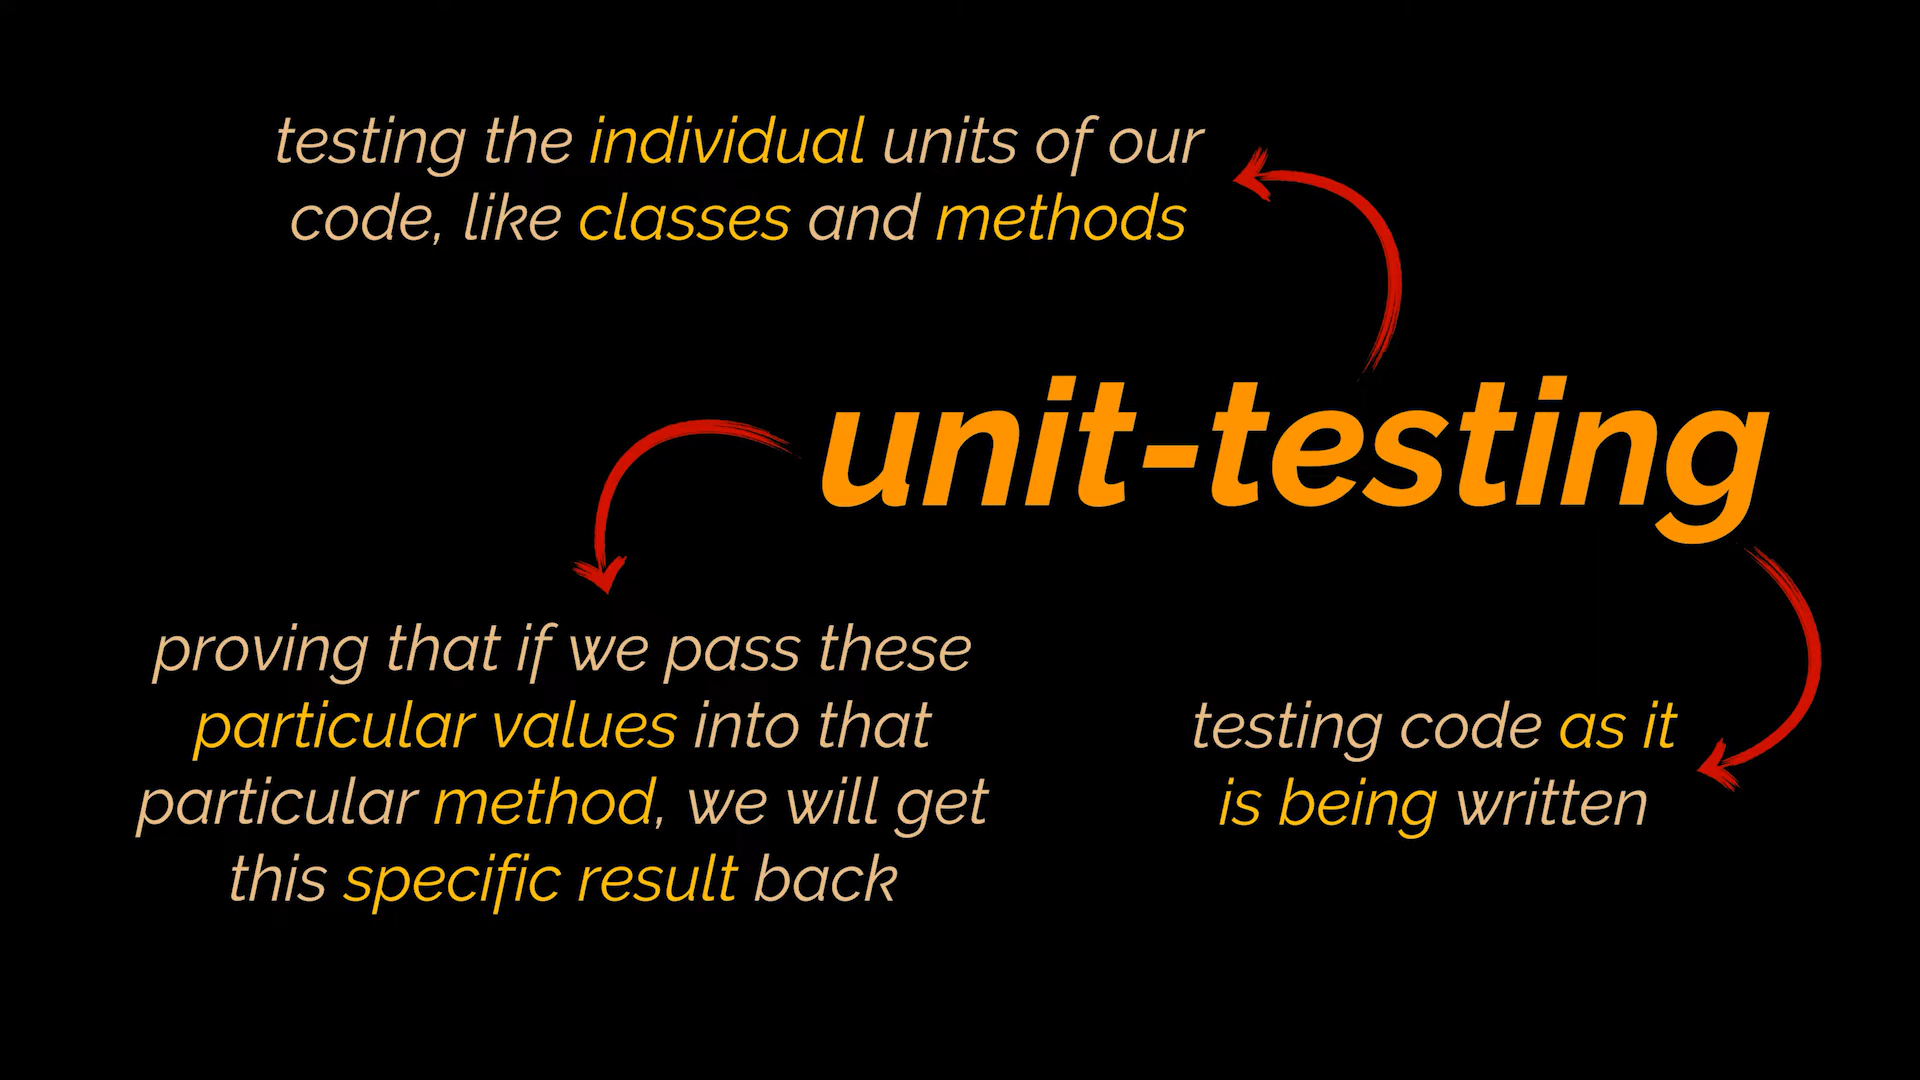 testing the individual units of our
code, like classes and methods
unit-testing
proving that if we pass these
particular values into that
particular method, we will get
this specific result back
testing code as it
is being written